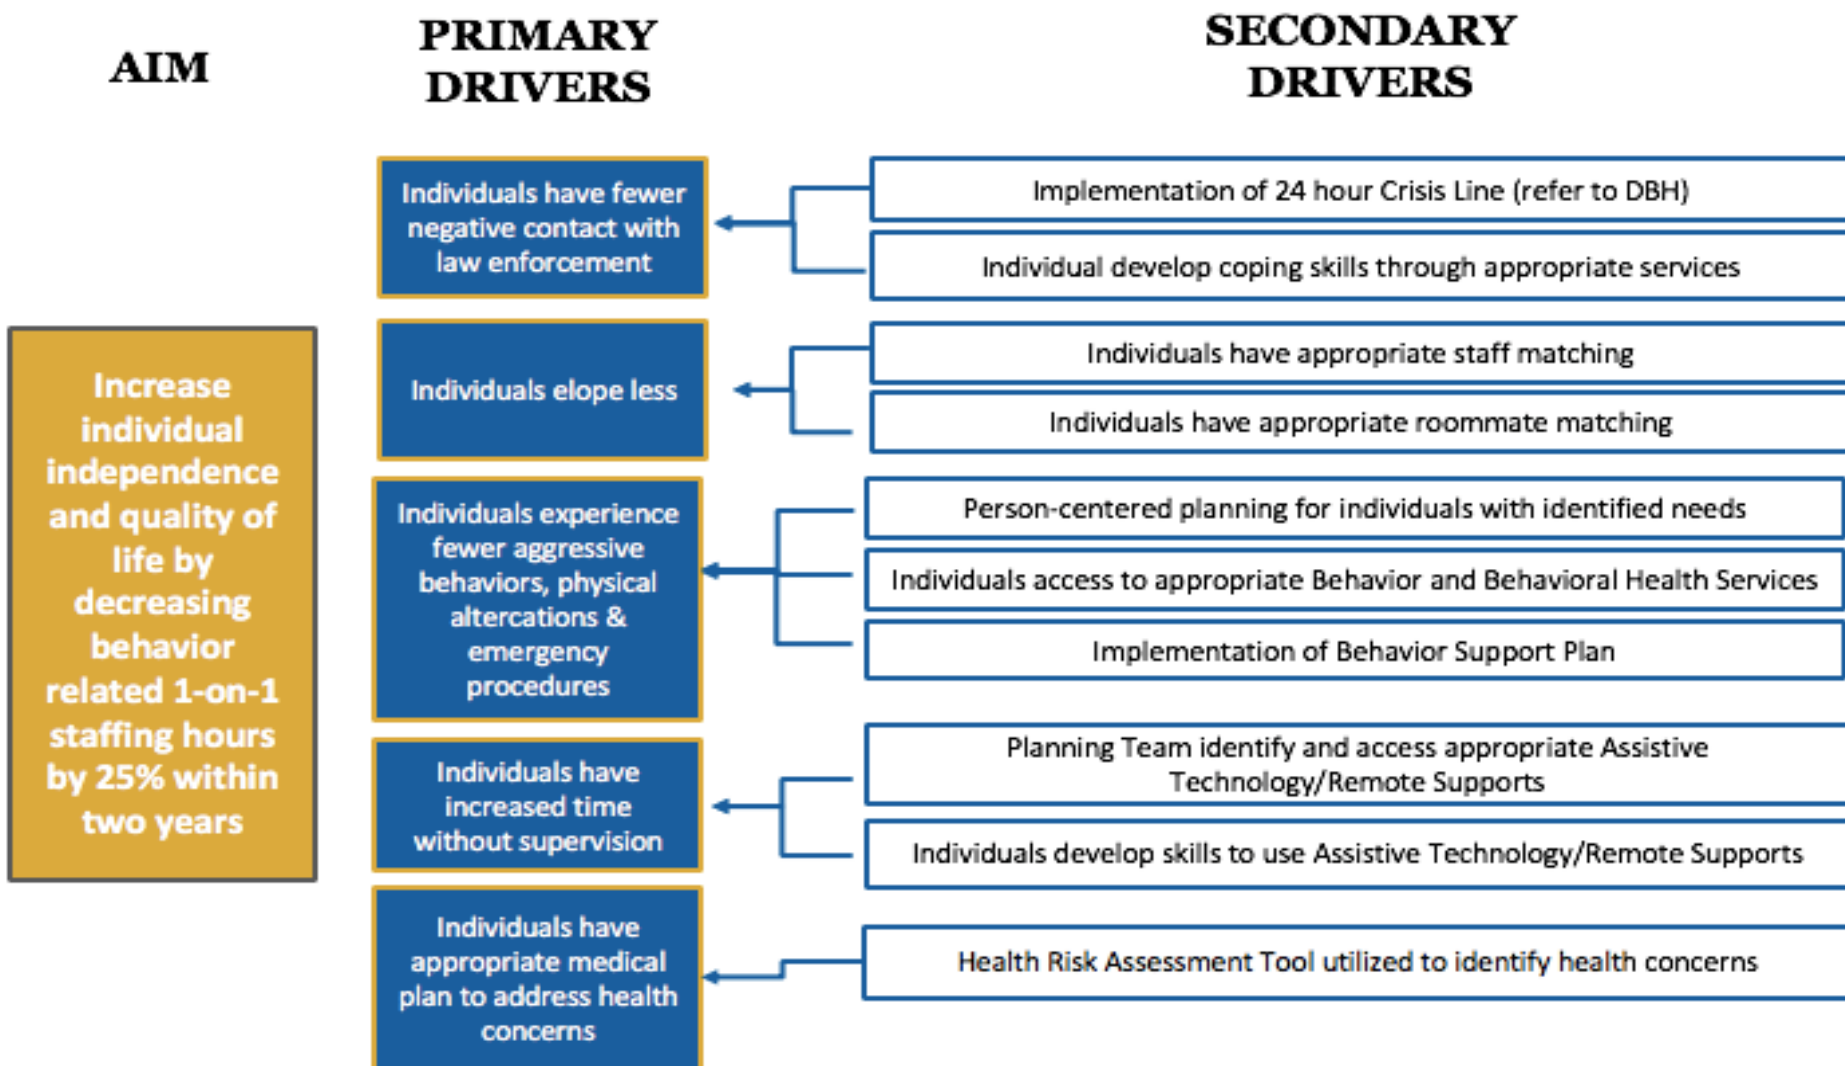 AIM
PRIMARY
DRIVERS
SECONDARY
DRIVERS
Increase
individual
independence
and quality of
life by
decreasing
behavior
related 1-on-1
staffing hours
by 25% within
two years
Individuals have fewer
negative contact with
law enforcement
Implementation of 24 hour Crisis Line (refer to DBH)
Individual develop coping skills through appropriate services
Individuals elope less
Individuals have appropriate staff matching
Individuals have appropriate roommate matching
Individuals experience
fewer aggressive
behaviors, physical
altercations &
emergency
procedures
Person-centered planning for individuals with identified needs
Individuals access to appropriate Behavior and Behavioral Health Services
Implementation of Behavior Support Plan
Individuals have
increased time
without supervision
Planning Team identify and access appropriate Assistive
Technology/Remote Supports
Individuals develop skills to use Assistive Technology/Remote Supports
Individuals have
appropriate medical
plan to address health
concerns
Health Risk Assessment Tool utilized to identify health concerns